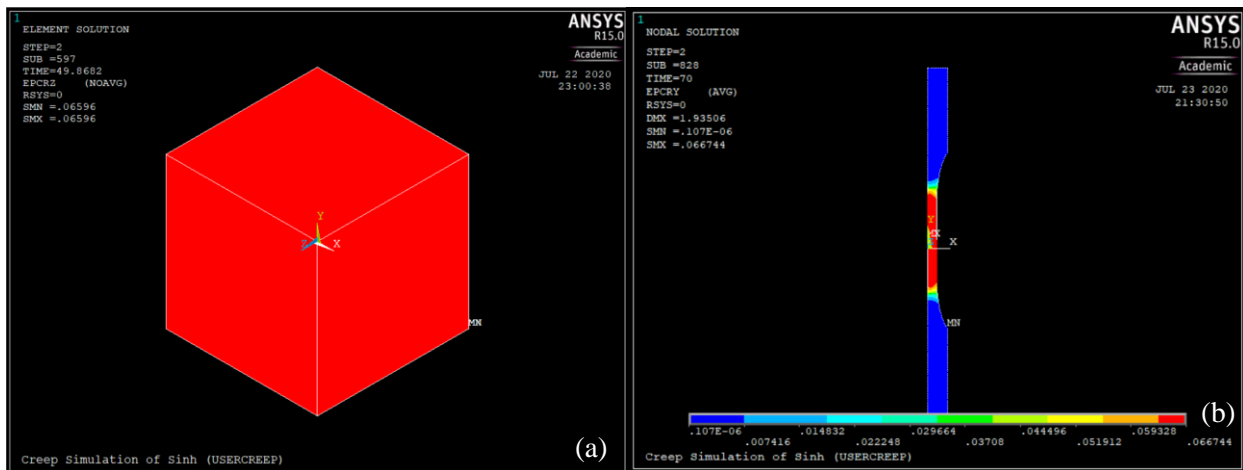 1
ELEMENT SOLUTION
STEP=2
SUB =597
TIME=49.8682
EPCRZ (NOAVG)
RSYS=0
SMN =.06596
SMX =.06596
ANSYS
R15.0
Academic
JUL 22 2020
23:00:38
Y
Z
X
MN
(a)
Creep Simulation of Sinh (USERCREEP)
1
NODAL SOLUTION
STEP=2
SUB =828
TIME=70
EPCRY (AVG)
RSYS=0
DMX =1.93506
SMN =.107E-06
SMX =.066744
ANSYS
R15.0
Academic
JUL 23 2020
21:30:50
Y
MX
X
MN
(b)
.107E-06 .014832 .029664 .044496 .059328
.007416 .022248 .03708 .051912 .066744
Creep Simulation of Sinh (USERCREEP)